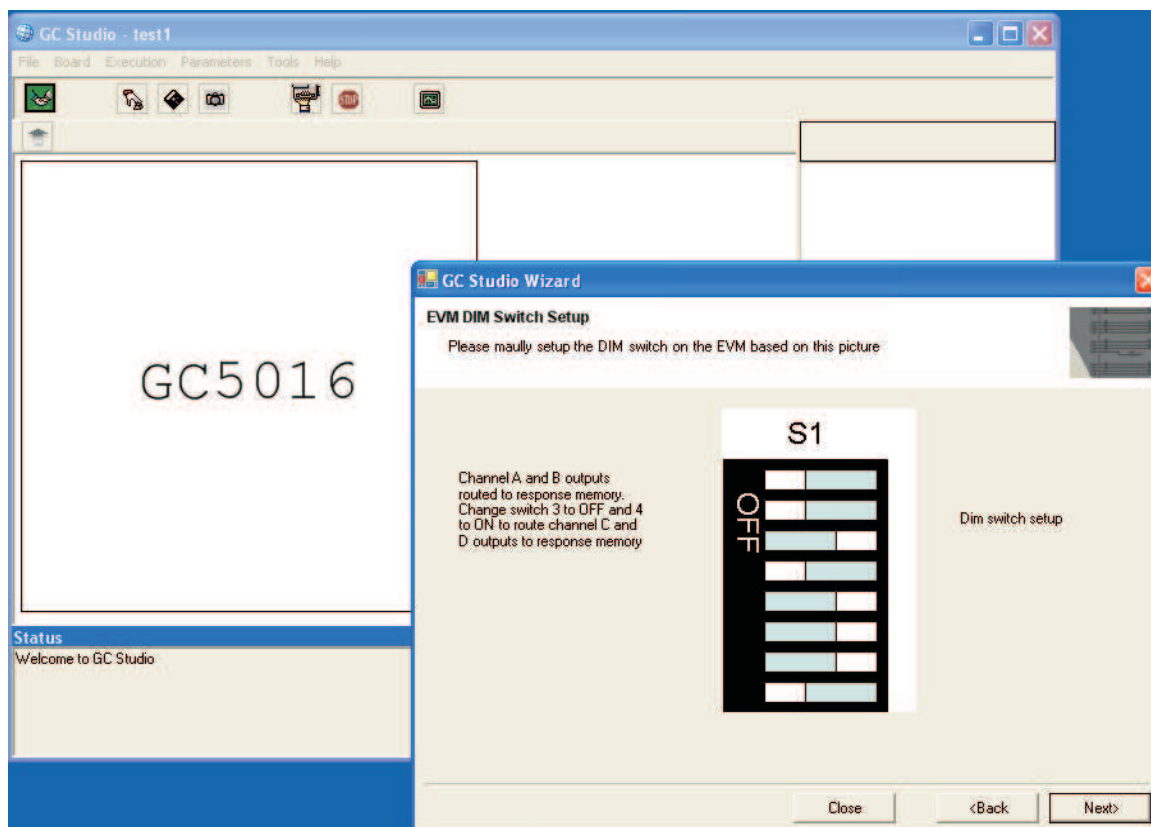 GC Studio - test1
File Board Execution Parameters Tools Help
STOP
GC5016
Status
Welcome to GC Studio
GC Studio Wizard
EVM DIM Switch Setup
Please maully setup the DIM switch on the EVM based on this picture
Channel A and B outputs
routed to response memory.
Change switch 3 to OFF and 4
to ON to route channel C and
D outputs to response memory
S1
OFF
Dim switch setup
Close
<Back
Next>